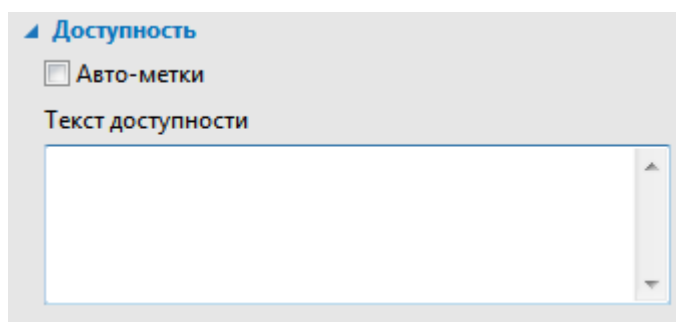 Доступность
Авто-метки
Текст доступности